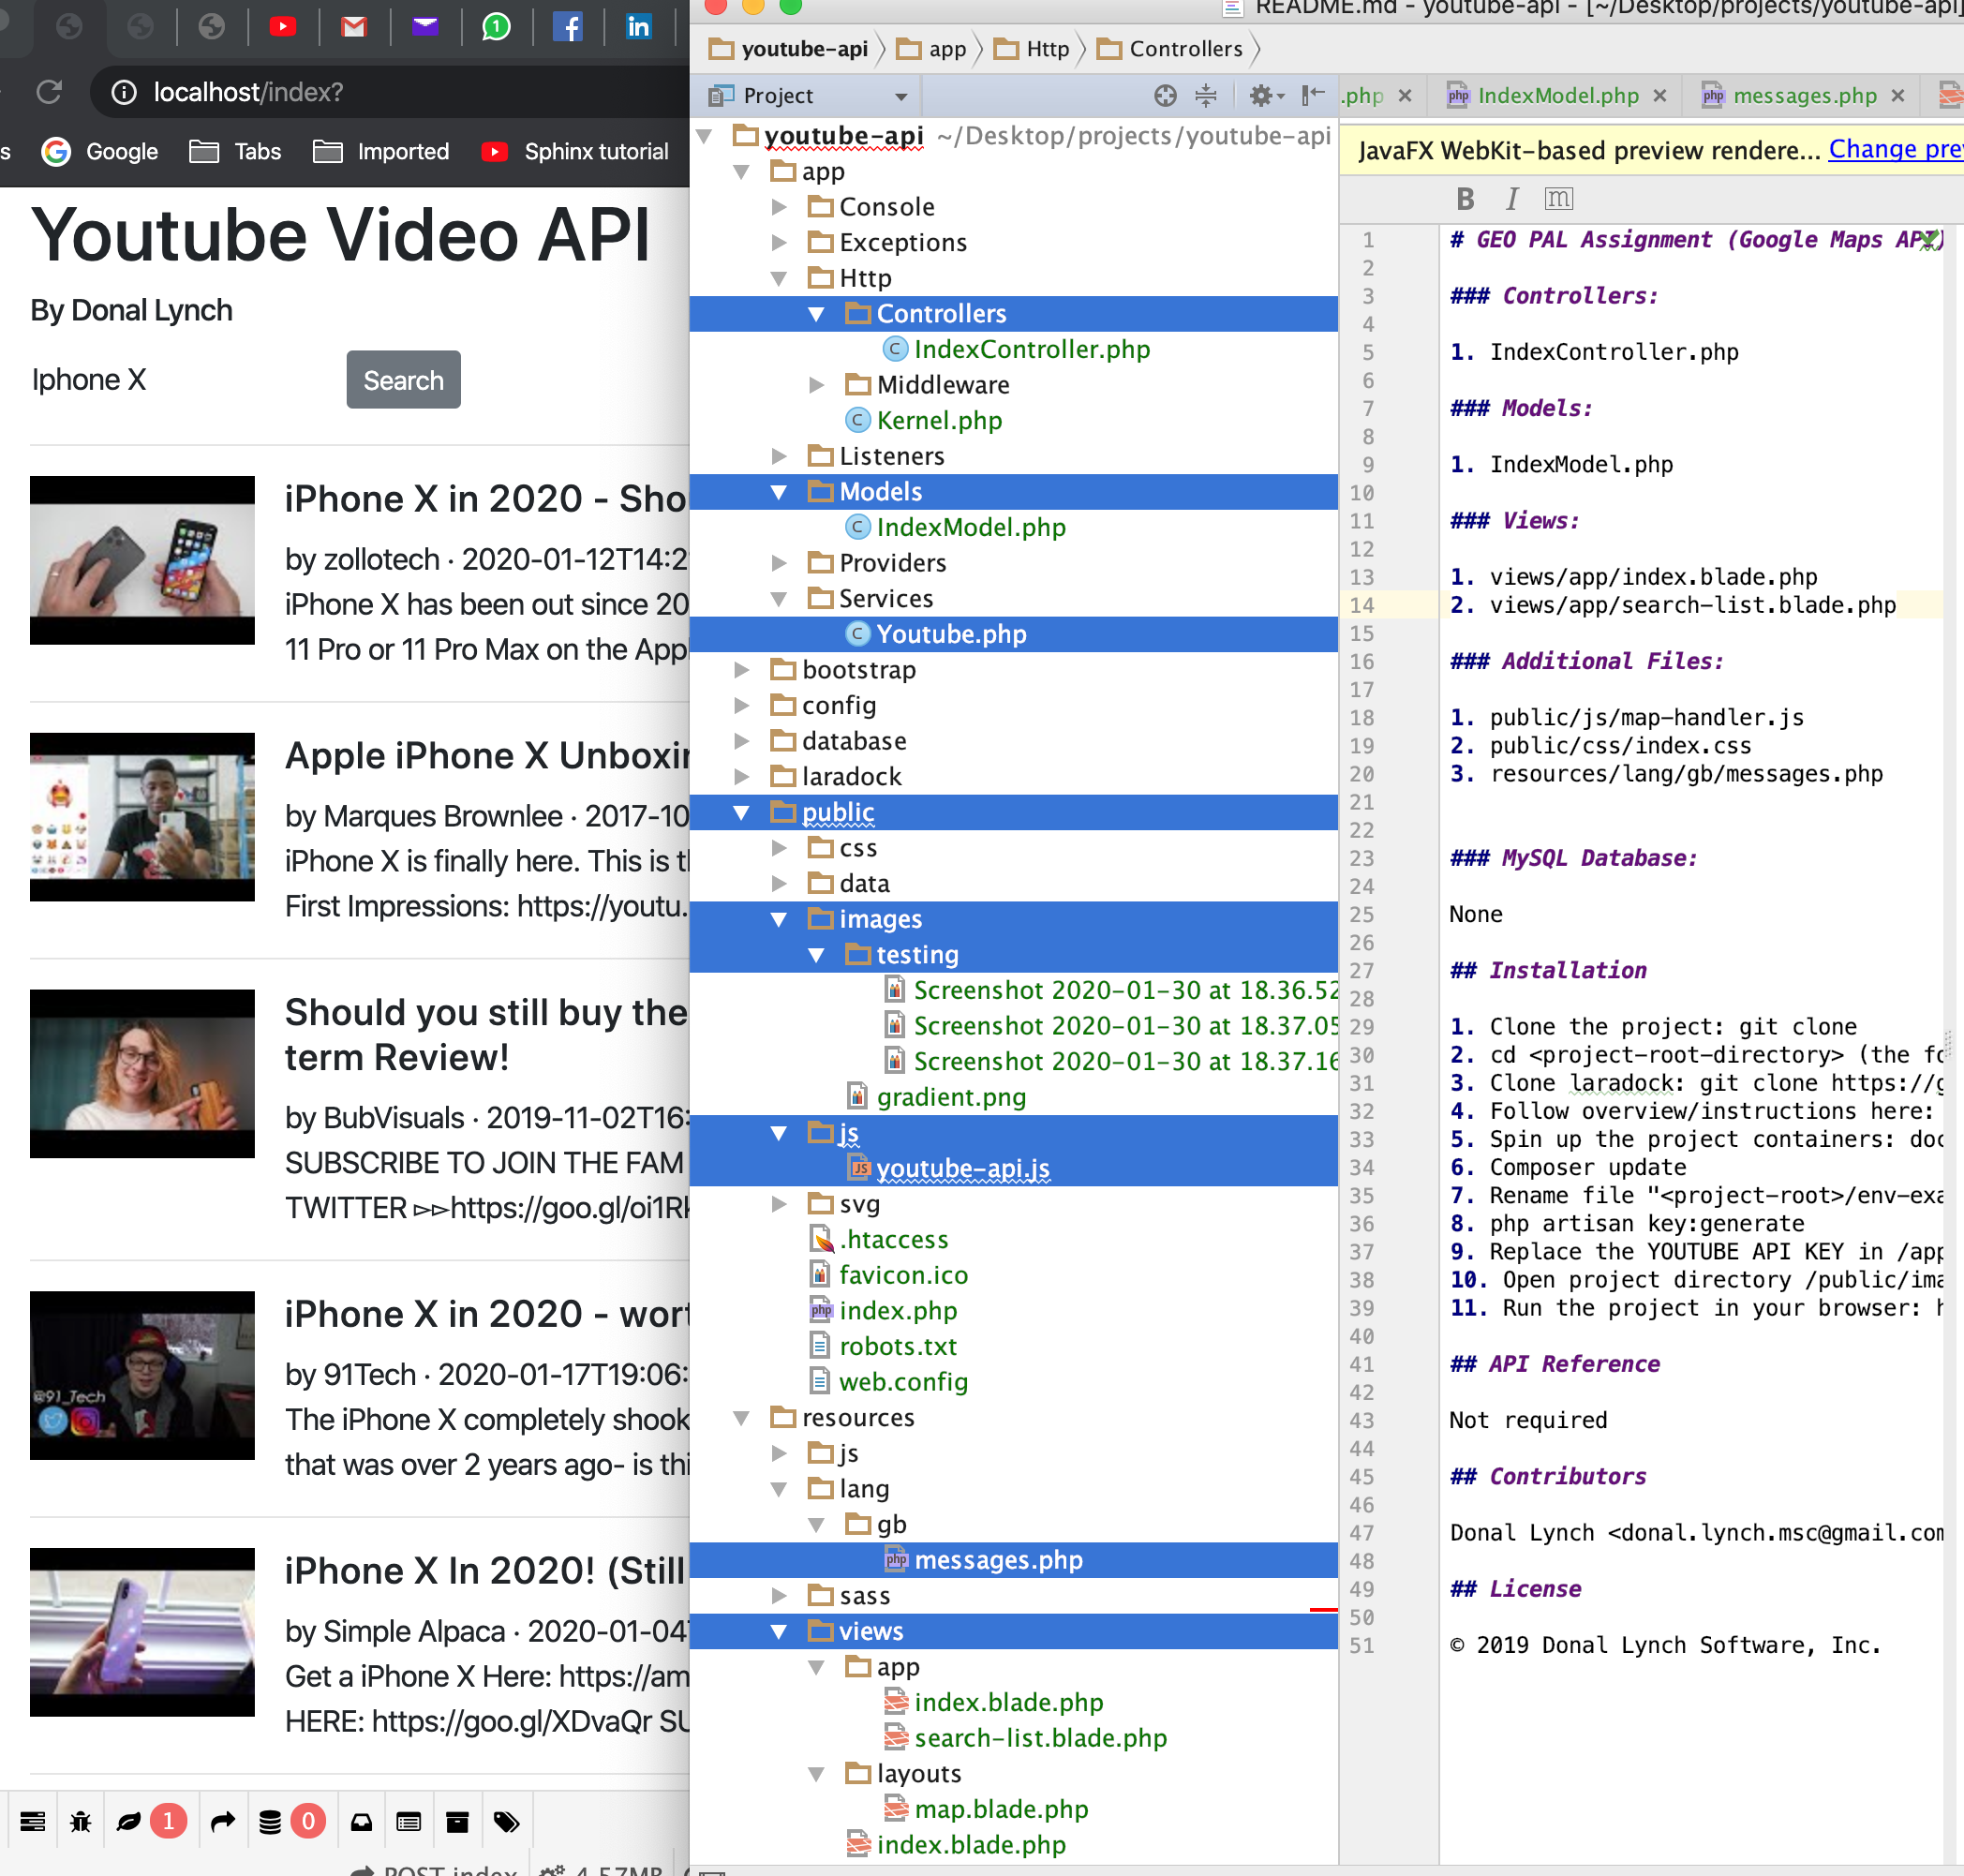 localhost/index?
s Google Tabs Imported Sphinx tutorial
Youtube Video API
By Donal Lynch
Iphone X Search
iPhone X in 2020 - Sho
by zollotech · 2020-01-12T14:2
iPhone X has been out since 20
11 Pro or 11 Pro Max on the App
Apple iPhone X Unboxin
by Marques Brownlee · 2017-10
iPhone X is finally here. This is t
First Impressions: https://youtu.
Should you still buy the
term Review!
by BubVisuals · 2019-11-02T16:
SUBSCRIBE TO JOIN THE FAM
TWITTER ▻▻https://goo.gl/oi1R
iPhone X in 2020 - wort
@91_Tech
by 91Tech · 2020-01-17T19:06:
The iPhone X completely shook
that was over 2 years ago- is thi
iPhone X In 2020! (Still
by Simple Alpaca · 2020-01-04
Get a iPhone X Here: https://am
HERE: https://goo.gl/XDvaQr SU
1 0
POST index 4.57MB
README.md - youtube-api - [~/Desktop/projects/youtube-api]
youtube-api app Http Controllers
Project
.php IndexModel.php messages.php
youtube-api ~/Desktop/projects/youtube-api
app
Console
Exceptions
Http
Controllers
IndexController.php
Middleware
Kernel.php
Listeners
Models
IndexModel.php
Providers
Services
Youtube.php
bootstrap
config
database
laradock
public
css
data
images
testing
Screenshot 2020-01-30 at 18.36.52
Screenshot 2020-01-30 at 18.37.05
Screenshot 2020-01-30 at 18.37.16
gradient.png
js
youtube-api.js
svg
.htaccess
favicon.ico
index.php
robots.txt
web.config
resources
js
lang
gb
messages.php
sass
views
app
index.blade.php
search-list.blade.php
layouts
map.blade.php
index.blade.php
JavaFX WebKit-based preview rendere... Change pre
B I m
1 # GEO PAL Assignment (Google Maps API)
2
3 ### Controllers:
4
5 1. IndexController.php
6
7 ### Models:
8
9 1. IndexModel.php
10
11 ### Views:
12
13 1. views/app/index.blade.php
14 2. views/app/search-list.blade.php
15
16 ### Additional Files:
17
18 1. public/js/map-handler.js
19 2. public/css/index.css
20 3. resources/lang/gb/messages.php
21
22
23 ### MySQL Database:
24
25 None
26
27 ## Installation
28
29 1. Clone the project: git clone
30 2. cd <project-root-directory> (the fo
31 3. Clone laradock: git clone https://g
32 4. Follow overview/instructions here:
33 5. Spin up the project containers: doc
34 6. Composer update
35 7. Rename file "<project-root>/env-exa
36 8. php artisan key:generate
37 9. Replace the YOUTUBE API KEY in /app
38 10. Open project directory /public/ima
39 11. Run the project in your browser: h
40
41 ## API Reference
42
43 Not required
44
45 ## Contributors
46
47 Donal Lynch <donal.lynch.msc@gmail.com
48
49 ## License
50
51 © 2019 Donal Lynch Software, Inc.